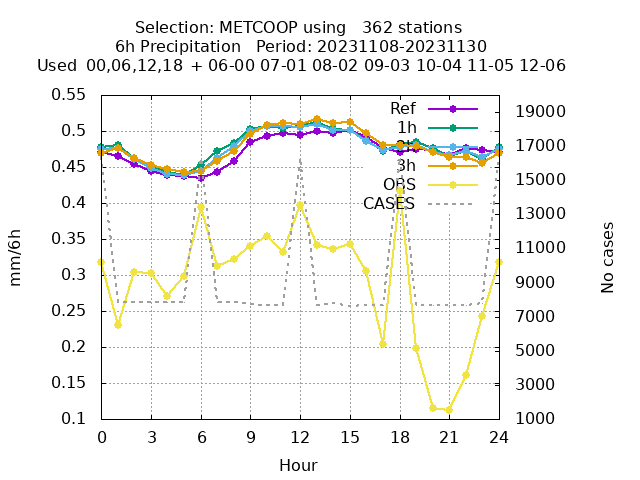 Selection: METCOOP using   362 stations
6h Precipitation   Period: 20231108-20231130
Used  00,06,12,18  + 06-00 07-01 08-02 09-03 10-04 11-05 12-06
0.55
0.5
0.45
0.4
0.35
0.3
0.25
0.2
0.15
0.1
mm/6h
Ref
1h
3h
OBS
CASES
19000
17000
15000
13000
11000
9000
7000
5000
3000
1000
No cases
0 3 6 9 12 15 18 21 24
Hour